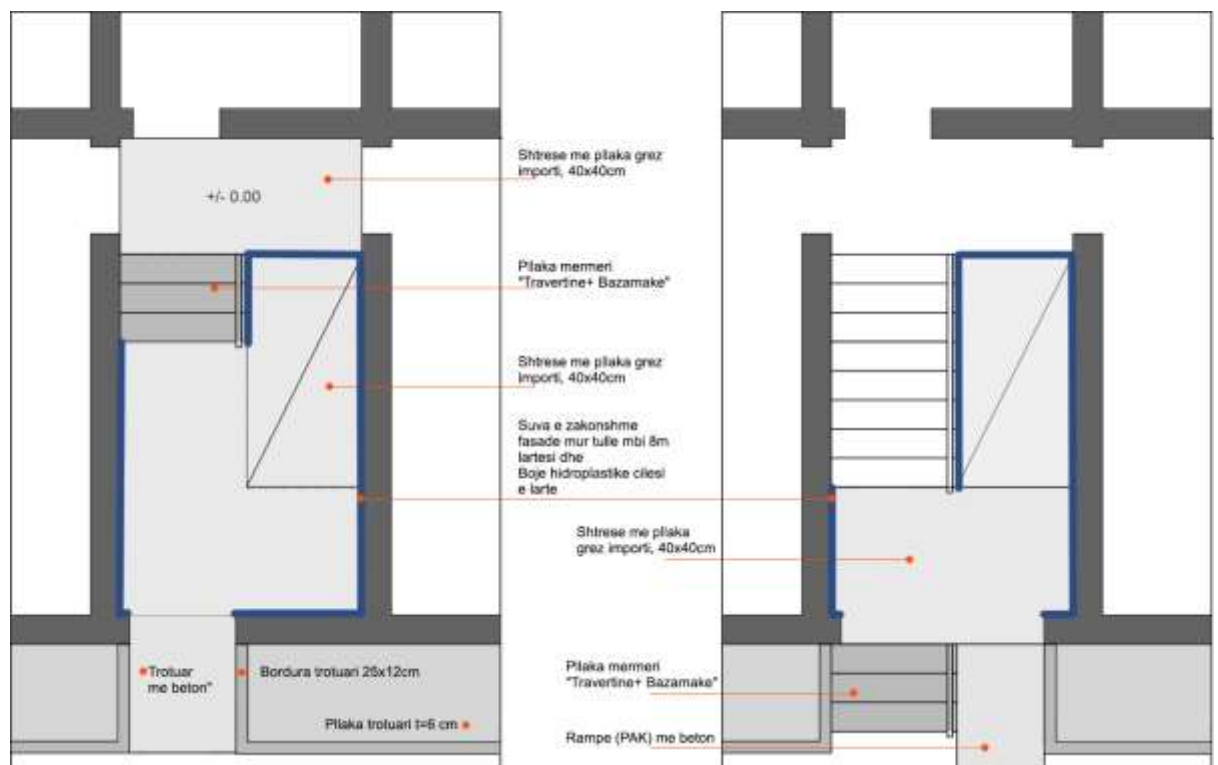 Shtrese me pllaka grez
importi, 40x40cm
+/- 0.00
Pllaka mermeri
"Travertine+ Bazamake"
Shtrese me pllaka grez
importi, 40x40cm
Suva e zakonshme
fasade mur tulle mbi 8m
lartesi dhe
Boje hidroplastike cilesi
e larte
Shtrese me pllaka
grez importi, 40x40cm
Trotuar
me beton"
Bordura trotuari 25x12cm
Pllaka trotuari t=6 cm
Pllaka mermeri
"Travertine+ Bazamake"
Rampe (PAK) me beton